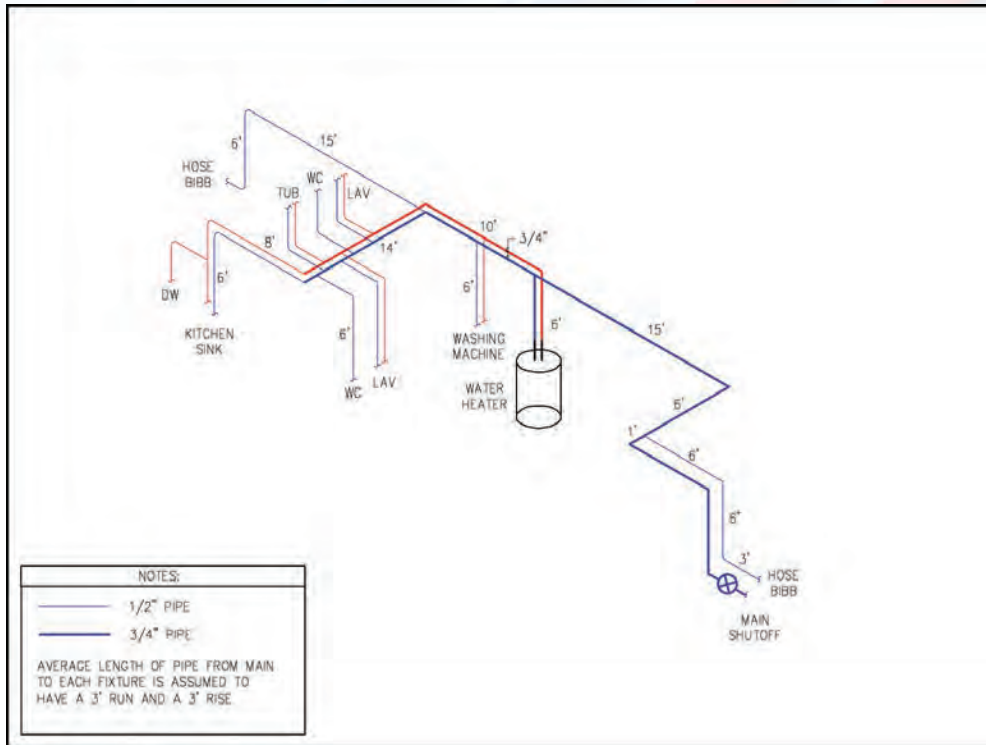 6'
15'
HOSE
BIBB
WC
TUB
LAV
10'
3/4"
8'
14'
6'
6'
DW
KITCHEN
SINK
6'
WASHING
MACHINE
6'
15'
WC
LAV
WATER
HEATER
5'
1'
6'
6'
3'
HOSE
BIBB
MAIN
SHUTOFF
NOTES:
1/2" PIPE
3/4" PIPE
AVERAGE LENGTH OF PIPE FROM MAIN
TO EACH FIXTURE IS ASSUMED TO
HAVE A 3' RUN AND A 3' RISE